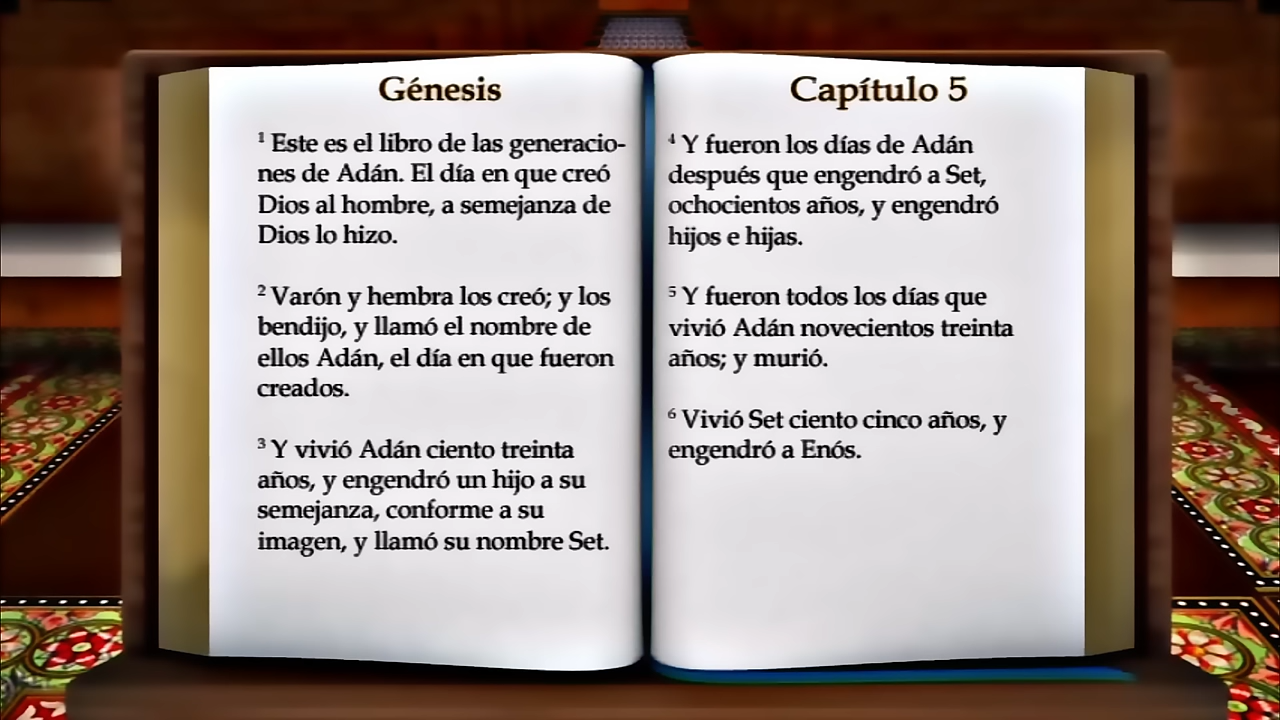 Génesis
¹ Este es el libro de las generacio-
nes de Adán. El día en que creó
Dios al hombre, a semejanza de
Dios lo hizo.
² Varón y hembra los creó; y los
bendijo, y llamó el nombre de
ellos Adán, el día en que fueron
creados.
³ Y vivió Adán ciento treinta
años, y engendró un hijo a su
semejanza, conforme a su
imagen, y llamó su nombre Set.
Capítulo 5
⁴ Y fueron los días de Adán
después que engendró a Set,
ochocientos años, y engendró
hijos e hijas.
⁵ Y fueron todos los días que
vivió Adán novecientos treinta
años; y murió.
⁶ Vivió Set ciento cinco años, y
engendró a Enós.